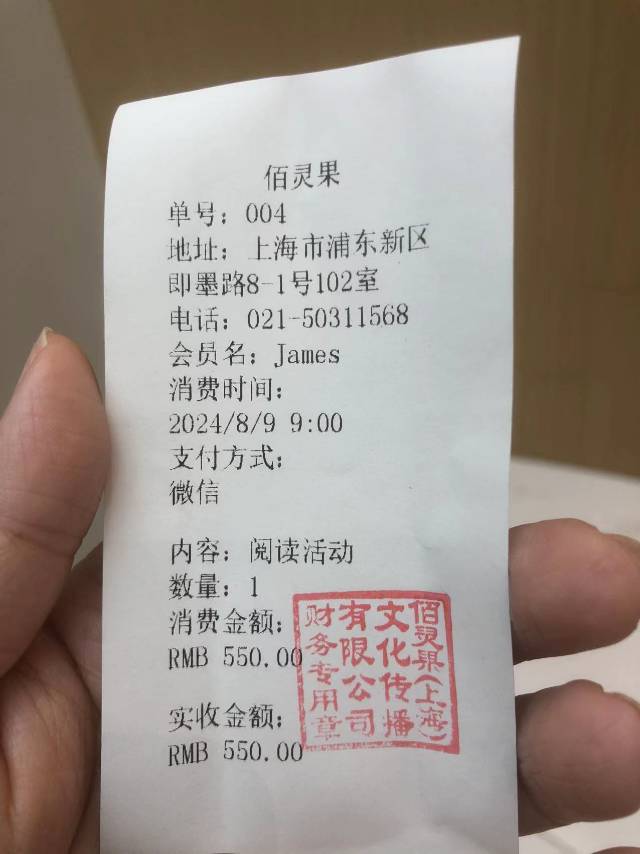 佰灵果
单号：004
地址：上海市浦东新区
即墨路8-1号102室
电话：021-50311568
会员名：James
消费时间：
2024/8/9 9:00
支付方式：
微信
内容：阅读活动
数量：1
消费金额：
RMB 550.00
实收金额：
RMB 550.00
佰灵果(上海)
文化传播
有限公司
财务专用章